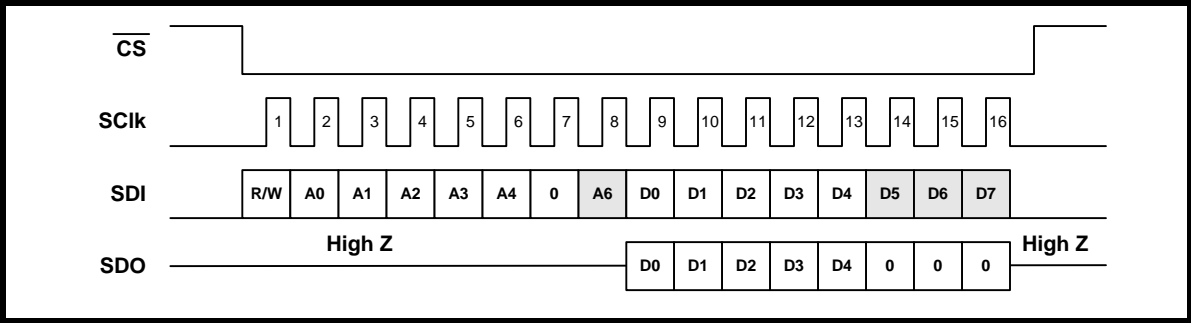 CS
SClk 1 2 3 4 5 6 7 8 9 10 11 12 13 14 15 16
SDI R/W A0 A1 A2 A3 A4 0 A6 D0 D1 D2 D3 D4 D5 D6 D7
High Z High Z
SDO D0 D1 D2 D3 D4 0 0 0